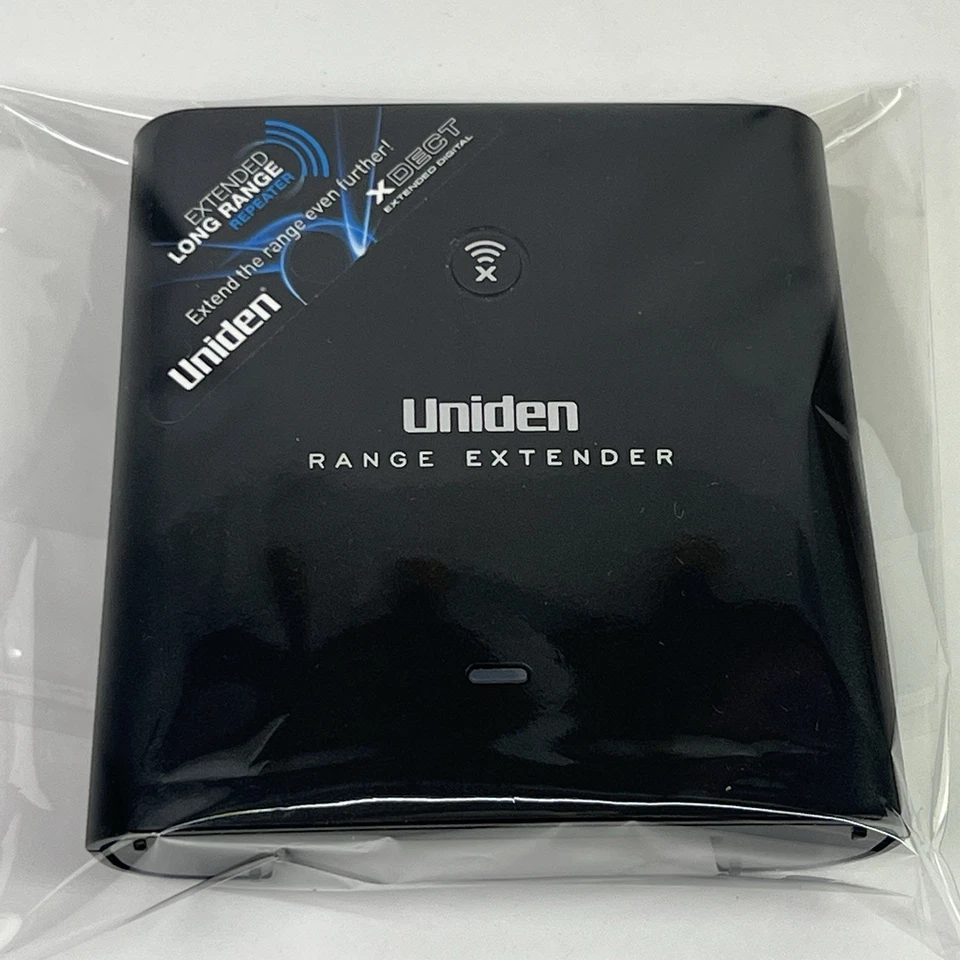 EXTENDED
LONG RANGE
REPEATER
Extend the range even further!
XDECT
EXTENDED DIGITAL
Uniden®
X
Uniden
RANGE EXTENDER